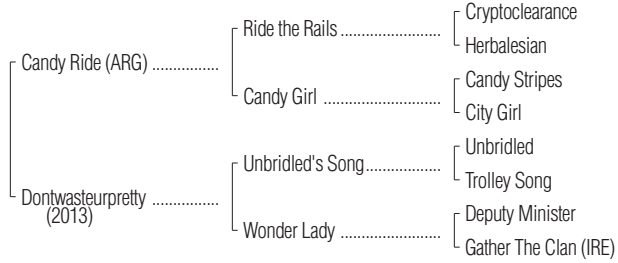 Cryptoclearance
Ride the Rails ........................
Herbalesian
Candy Ride (ARG) ................
Candy Stripes
Candy Girl ............................
City Girl
Unbridled
Unbridled's Song..................
Trolley Song
Dontwasteurpretty ................
(2013)
Deputy Minister
Wonder Lady ........................
Gather The Clan (IRE)